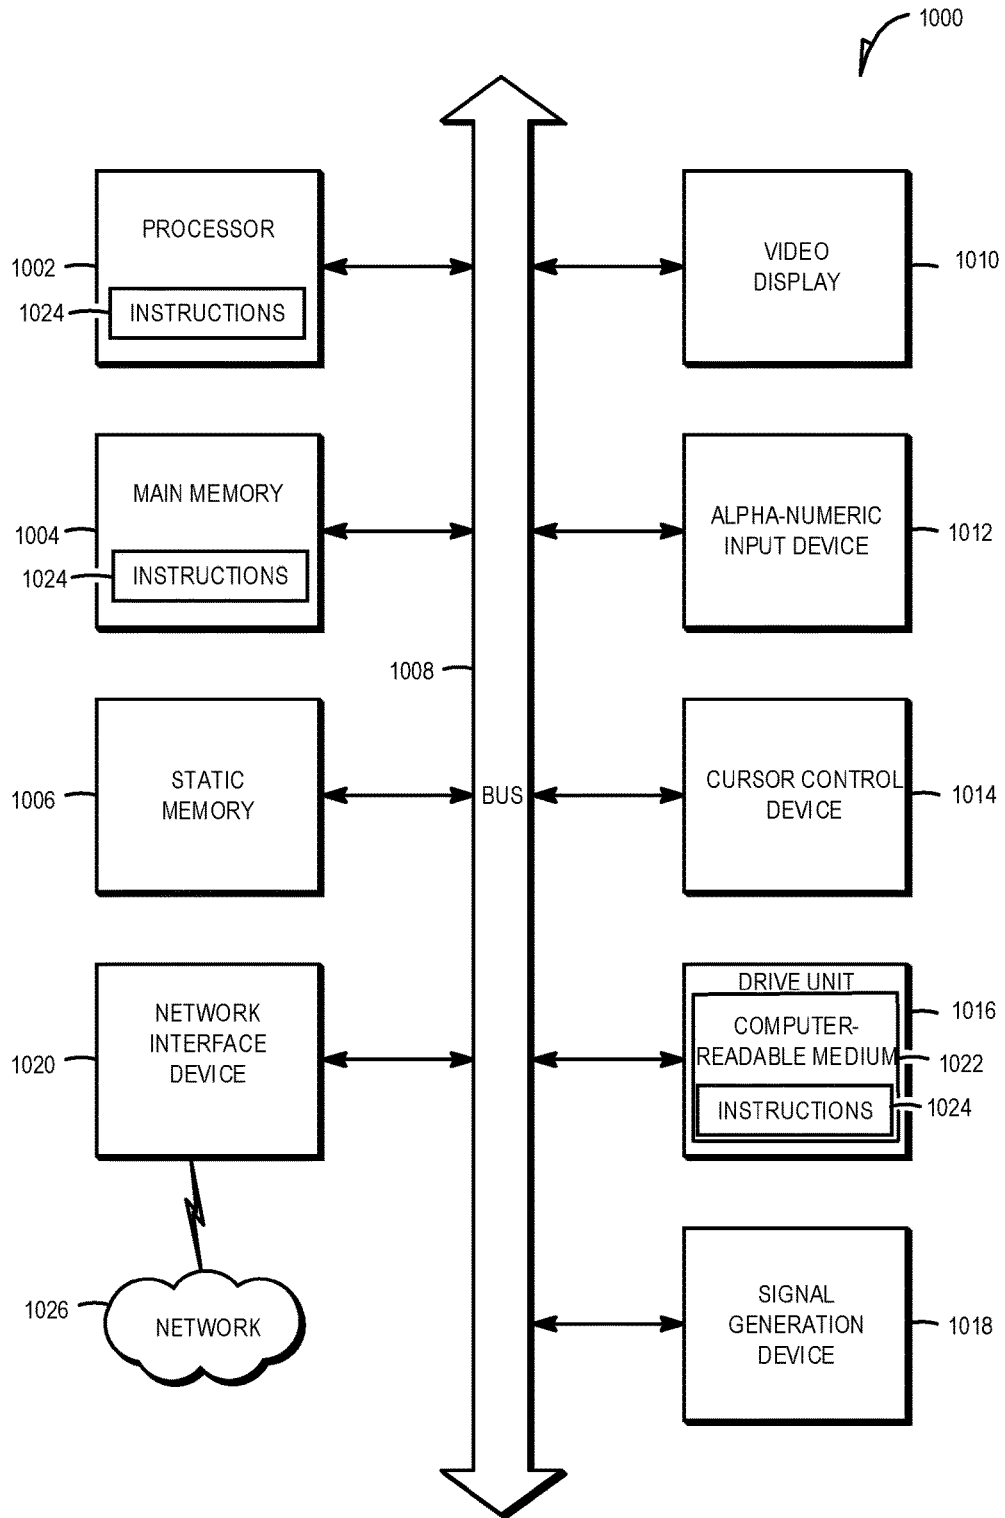 1000
PROCESSOR
1002
1024
INSTRUCTIONS
VIDEO
DISPLAY
1010
MAIN MEMORY
1004
1024
INSTRUCTIONS
ALPHA-NUMERIC
INPUT DEVICE
1012
1008
BUS
STATIC
MEMORY
1006
CURSOR CONTROL
DEVICE
1014
NETWORK
INTERFACE
DEVICE
1020
DRIVE UNIT
1016
COMPUTER-
READABLE MEDIUM
1022
INSTRUCTIONS
1024
1026
NETWORK
SIGNAL
GENERATION
DEVICE
1018